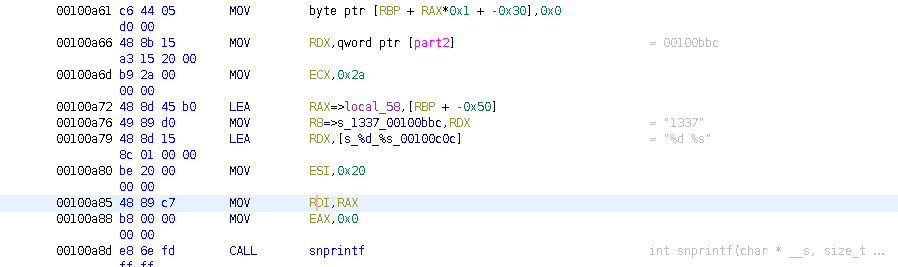 00100a61 c6 44 05 MOV byte ptr [RBP + RAX*0x1 + -0x30],0x0
d0 00
00100a66 48 8b 15 MOV RDX,qword ptr [part2] = 00100bbc
a3 15 20 00
00100a6d b9 2a 00 MOV ECX,0x2a
00 00
00100a72 48 8d 45 b0 LEA RAX=>local_58,[RBP + -0x50]
00100a76 49 89 d0 MOV R8=>s_1337_00100bbc,RDX = "1337"
00100a79 48 8d 15 LEA RDX,[s_%d_%s_00100c0c] = "%d %s"
8c 01 00 00
00100a80 be 20 00 MOV ESI,0x20
00 00
00100a85 48 89 c7 MOV RDI,RAX
00100a88 b8 00 00 MOV EAX,0x0
00 00
00100a8d e8 6e fd CALL snprintf int snprintf(char * __s, size_t ...
ff ff